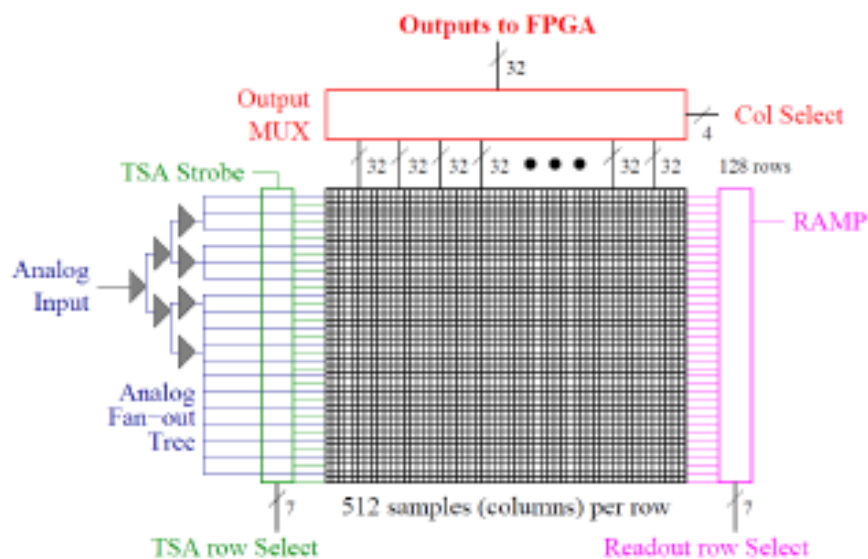 Outputs to FPGA
32
Output
MUX
Col Select
4
32 32 32 32 32 32
128 rows
TSA Strobe
RAMP
Analog
Input
Analog
Fan-out
Tree
7
512 samples (columns) per row
7
TSA row Select
Readout row Select